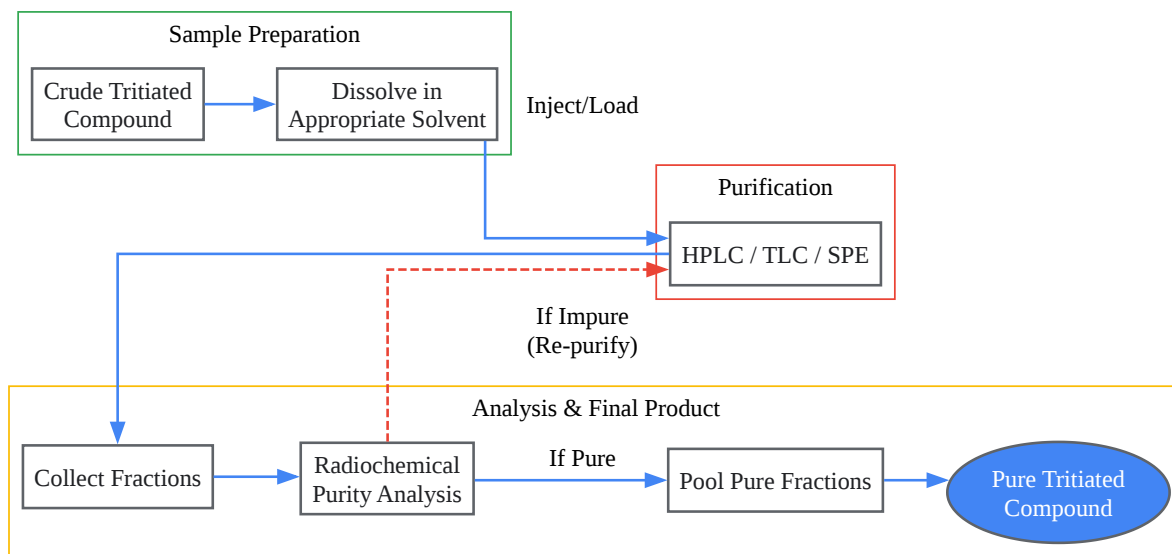 Sample Preparation
Crude Tritiated
Compound
Dissolve in
Appropriate Solvent
Inject/Load
Purification
HPLC / TLC / SPE
If Impure
(Re-purify)
Analysis & Final Product
Collect Fractions
Radiochemical
Purity Analysis
If Pure
Pool Pure Fractions
Pure Tritiated
Compound